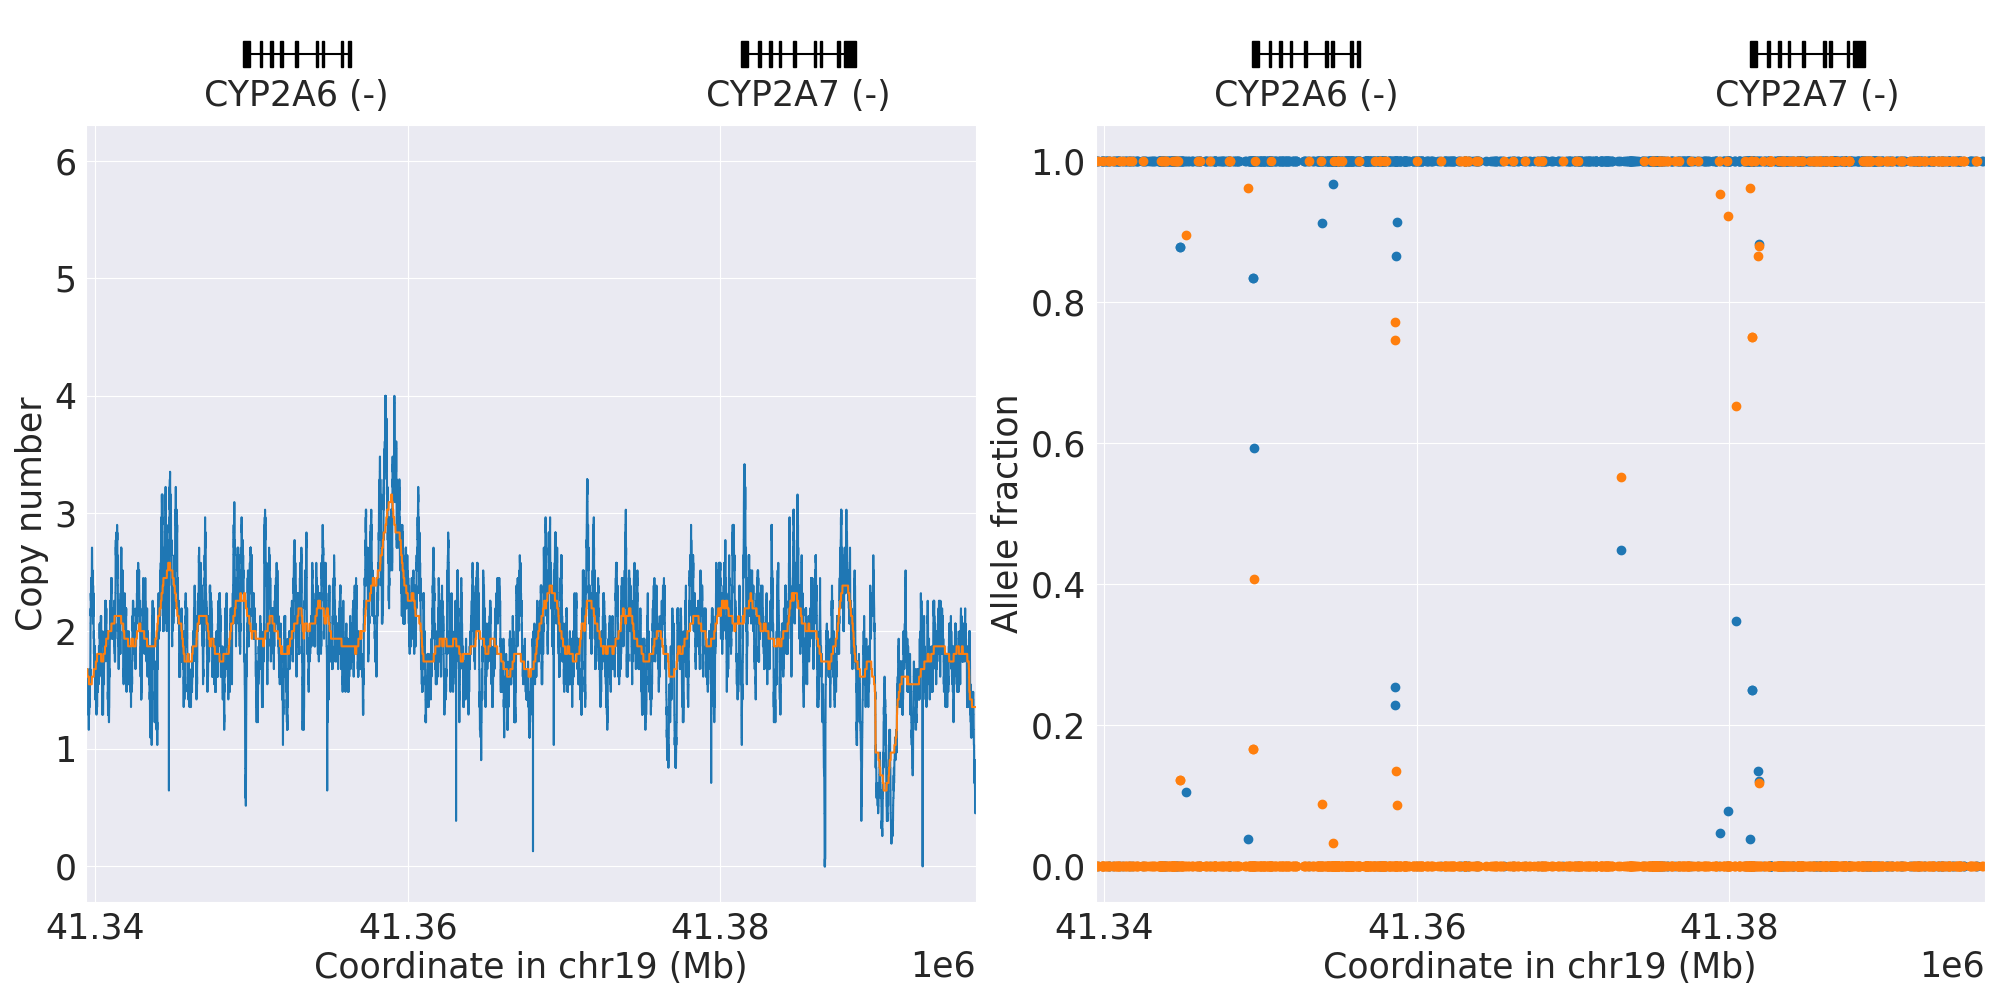 CYP2A6 (-)
CYP2A7 (-)
6
5
4
3
2
1
0
Copy number
41.34
41.36
41.38
Coordinate in chr19 (Mb)
1e6
CYP2A6 (-)
CYP2A7 (-)
1.0
0.8
0.6
0.4
0.2
0.0
Allele fraction
41.34
41.36
41.38
Coordinate in chr19 (Mb)
1e6